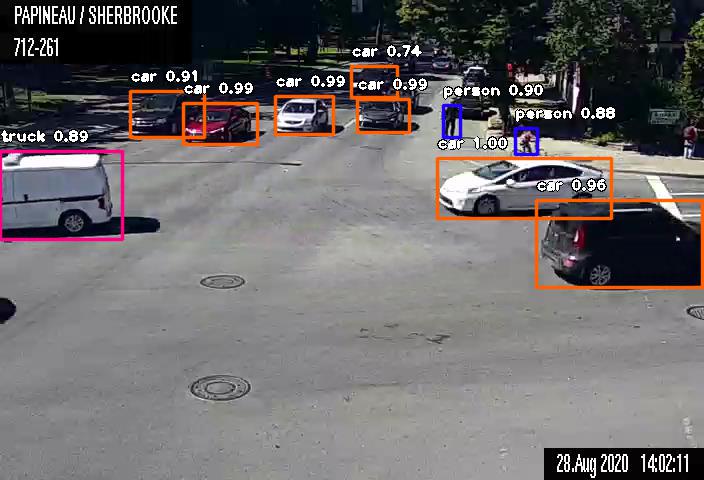 PAPINEAU / SHERBROOKE
712-261
car 0.74
car 0.91
car 0.99
car 0.99
car 0.99
person 0.90
person 0.88
truck 0.89
car 1.00
car 0.96
28.Aug 2020 14:02:11